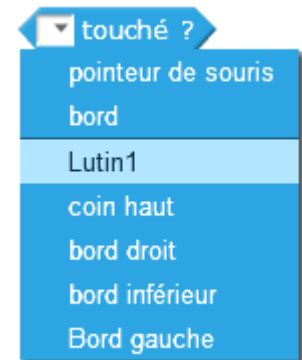 touché ?
pointeur de souris
bord
Lutin1
coin haut
bord droit
bord inférieur
Bord gauche